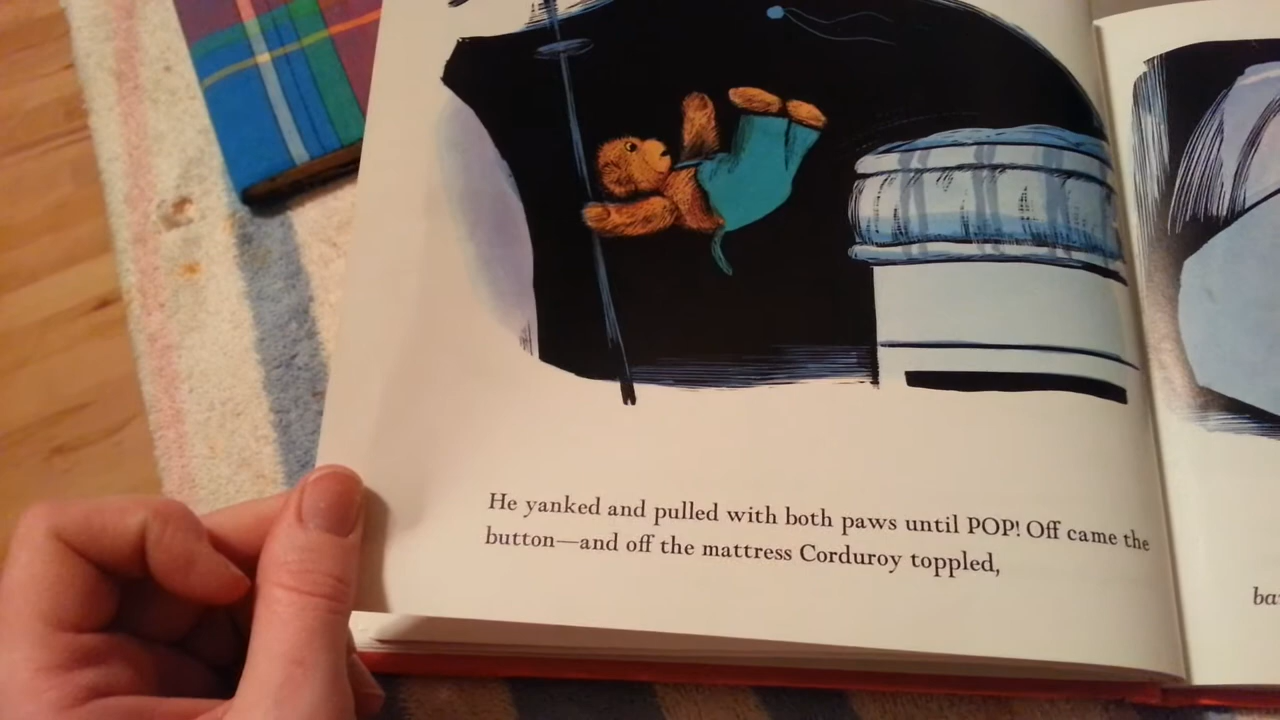 He yanked and pulled with both paws until POP! Off came the
button—and off the mattress Corduroy toppled,